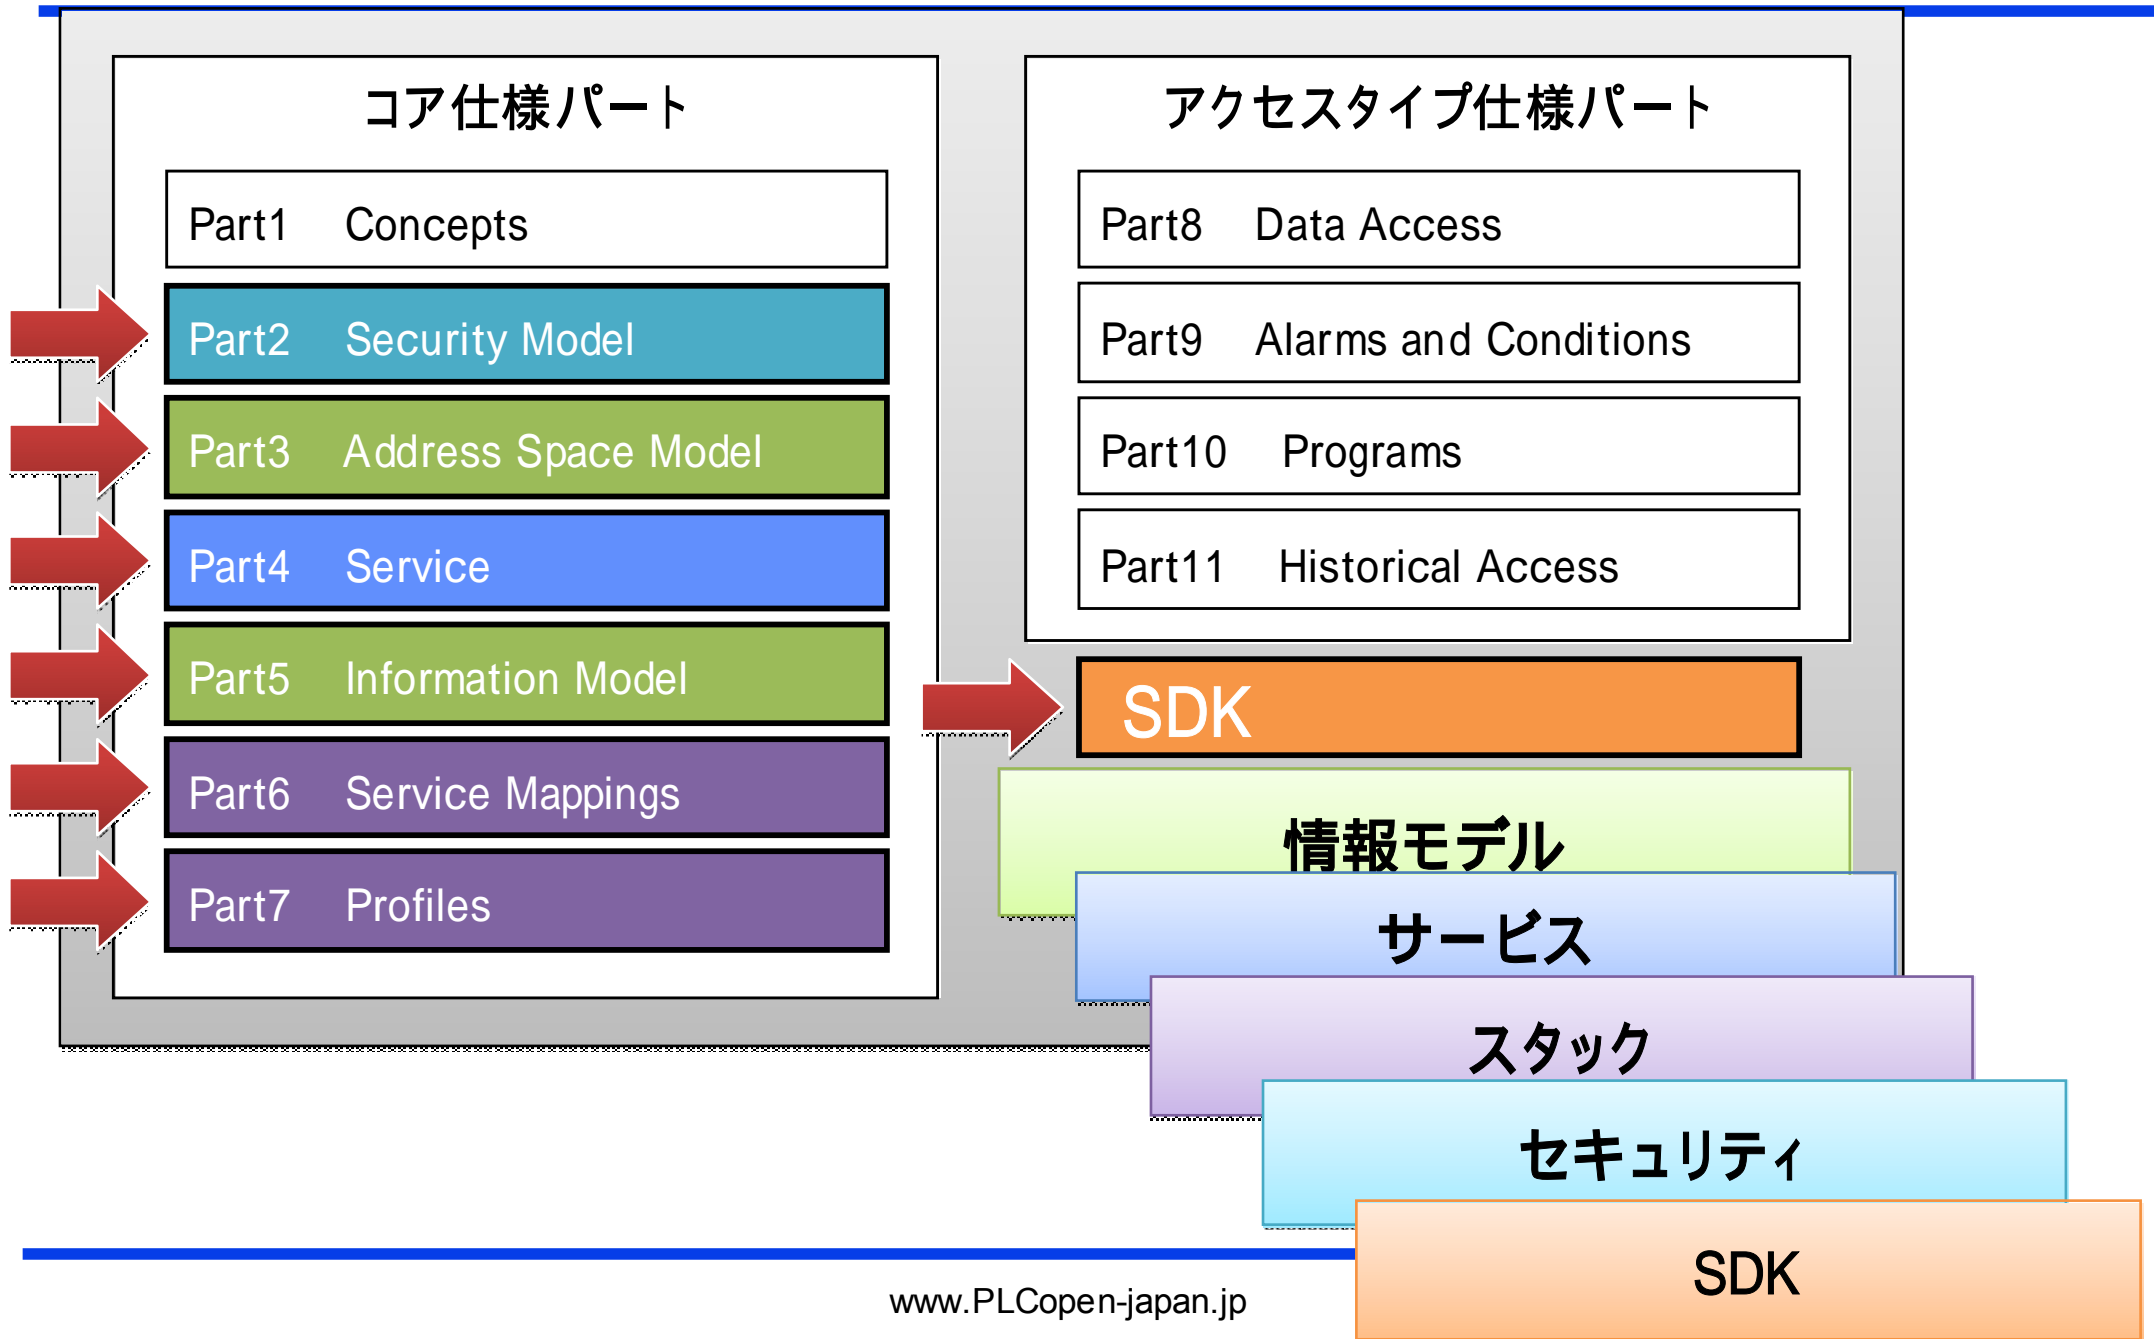 コア仕様パート
Part1 Concepts
Part2 Security Model
Part3 Address Space Model
Part4 Service
Part5 Information Model
Part6 Service Mappings
Part7 Profiles
アクセスタイプ仕様パート
Part8 Data Access
Part9 Alarms and Conditions
Part10 Programs
Part11 Historical Access
SDK
情報モデル
サービス
スタック
セキュリティ
SDK
www.PLCopen-japan.jp